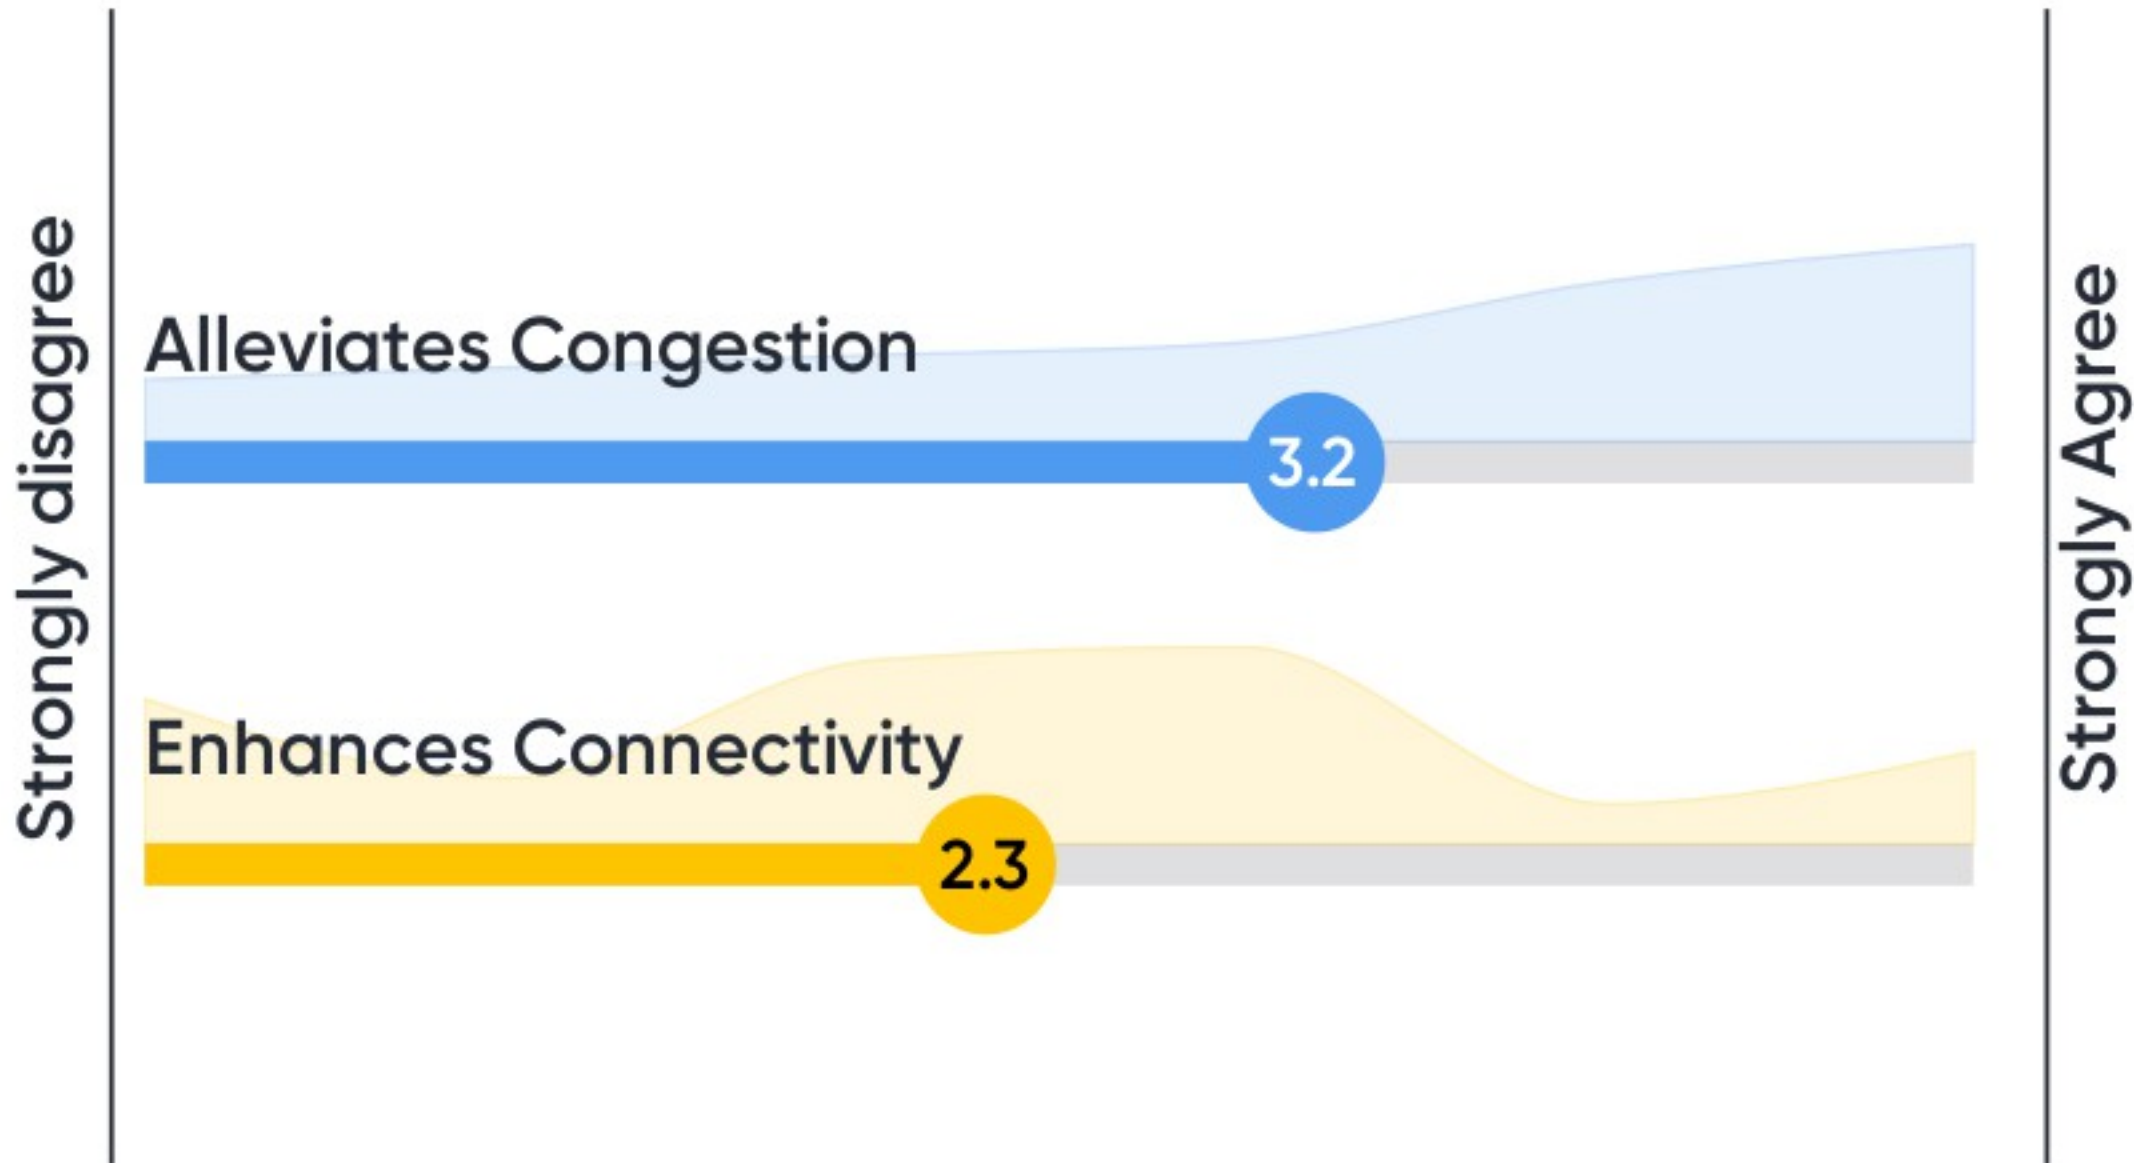 Strongly disagree
Alleviates Congestion
3.2
Enhances Connectivity
2.3
Strongly Agree